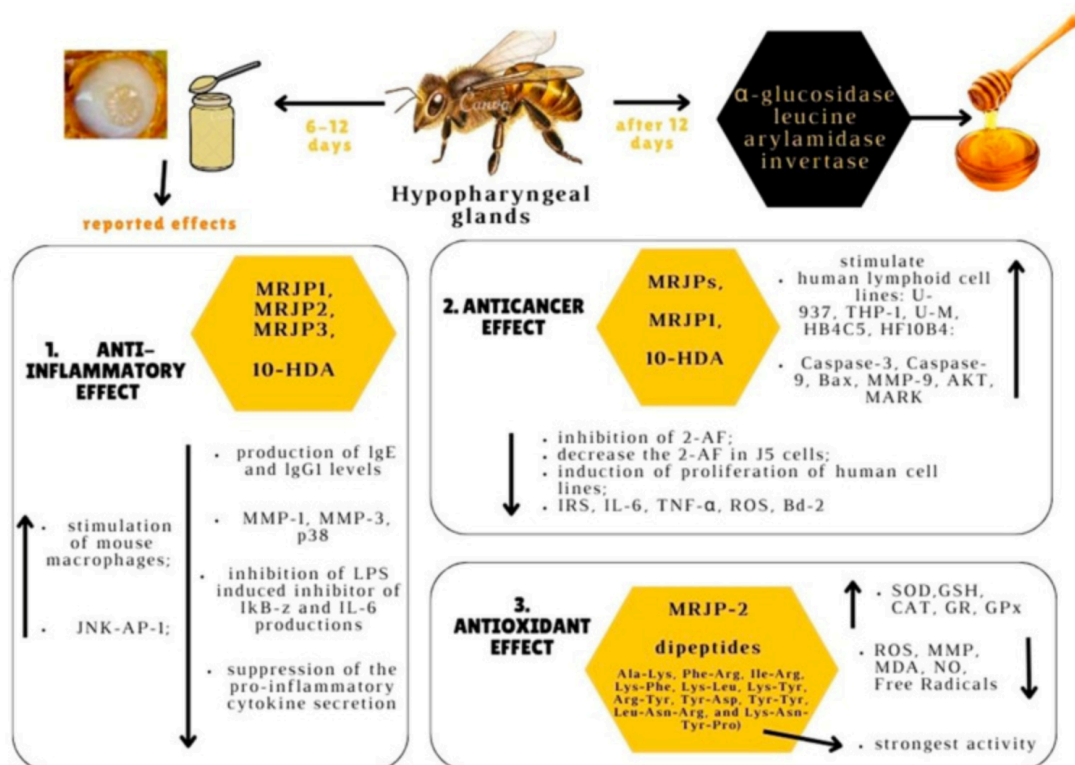 Canva
6-12
days
after 12
days
α-glucosidase
leucine
arylamidase
invertase
Hypopharyngeal
glands
reported effects
1. ANTI-
INFLAMMATORY
EFFECT
MRJP1,
MRJP2,
MRJP3,
10-HDA
• production of IgE
and IgG1 levels
• MMP-1, MMP-3,
p38
• inhibition of LPS
induced inhibitor of
IkB-z and IL-6
productions
• suppression of the
pro-inflammatory
cytokine secretion
• stimulation
of mouse
macrophages;
• JNK-AP-1;
2. ANTICANCER
EFFECT
MRJPs,
MRJP1,
10-HDA
stimulate
• human lymphoid cell
lines: U-
937, THP-1, U-M,
HB4C5, HF10B4:
• Caspase-3, Caspase-
9, Bax, MMP-9, AKT,
MARK
• inhibition of 2-AF;
• decrease the 2-AF in J5 cells;
• induction of proliferation of human cell
lines;
• IRS, IL-6, TNF-α, ROS, Bd-2
3.
ANTIOXIDANT
EFFECT
MRJP-2
dipeptides
Ala-Lys, Phe-Arg, Ile-Arg,
Lys-Phe, Lys-Leu, Lys-Tyr,
Arg-Tyr, Tyr-Asp, Tyr-Tyr,
Leu-Asn-Arg, and Lys-Asn-
Tyr-Pro)
• SOD,GSH,
CAT, GR, GPx
• ROS, MMP,
MDA, NO,
Free Radicals
• strongest activity